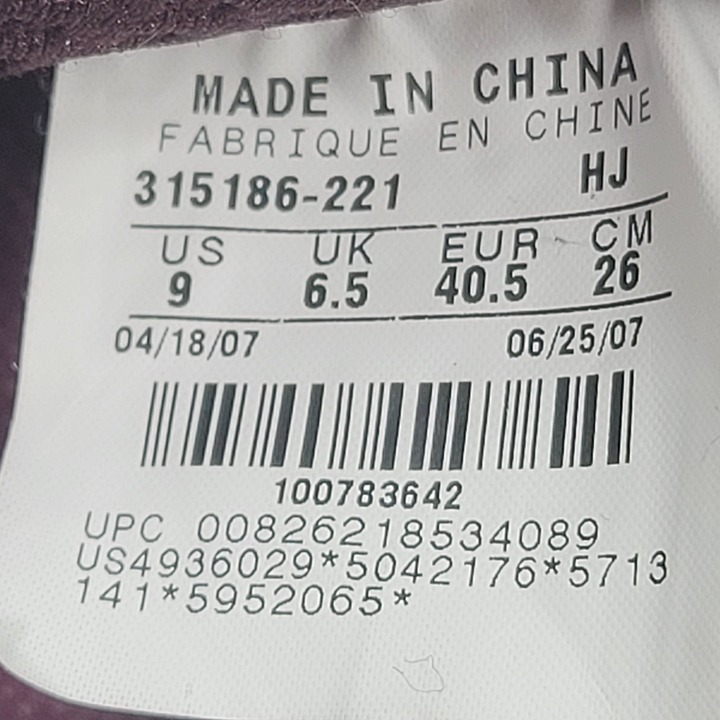 MADE IN CHINA
FABRIQUE EN CHINE
315186-221 HJ
US UK EUR CM
9 6.5 40.5 26
04/18/07 06/25/07
100783642
UPC 00826218534089
US4936029*5042176*5713
141*5952065*